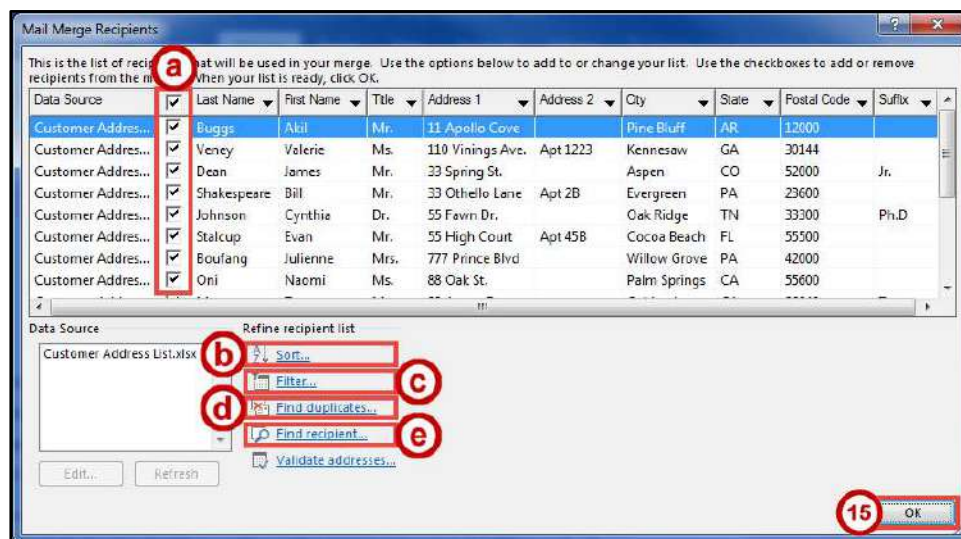 Mail Merge Recipients
This is the list of recip that will be used in your merge. Use the options below to add to or change your list. Use the checkboxes to add or remove
recipients from the m When your list is ready, click OK.
a
Data Source Last Name First Name Title Address 1 Address 2 City State Postal Code Suffix
Customer Addres... Buggs Akil Mr. 11 Apollo Cove Pine Bluff AR 12000
Customer Addres... Veney Valerie Ms. 110 Vinings Ave. Apt 1223 Kennesaw GA 30144
Customer Addres... Dean James Mr. 33 Spring St. Aspen CO 52000 Jr.
Customer Addres... Shakespeare Bill Mr. 33 Othello Lane Apt 2B Evergreen PA 23600
Customer Addres... Johnson Cynthia Dr. 55 Fawn Dr. Oak Ridge TN 33300 Ph.D
Customer Addres... Stalcup Evan Mr. 55 High Court Apt 45B Cocoa Beach FL 55500
Customer Addres... Boufang Julienne Mrs. 777 Prince Blvd Willow Grove PA 42000
Customer Addres... Oni Naomi Ms. 88 Oak St. Palm Springs CA 55600
Data Source Refine recipient list
Customer Address List.xlsx b Sort...
Filter... c
d Find duplicates...
Find recipient... e
Validate addresses...
Edit... Refresh
15 OK